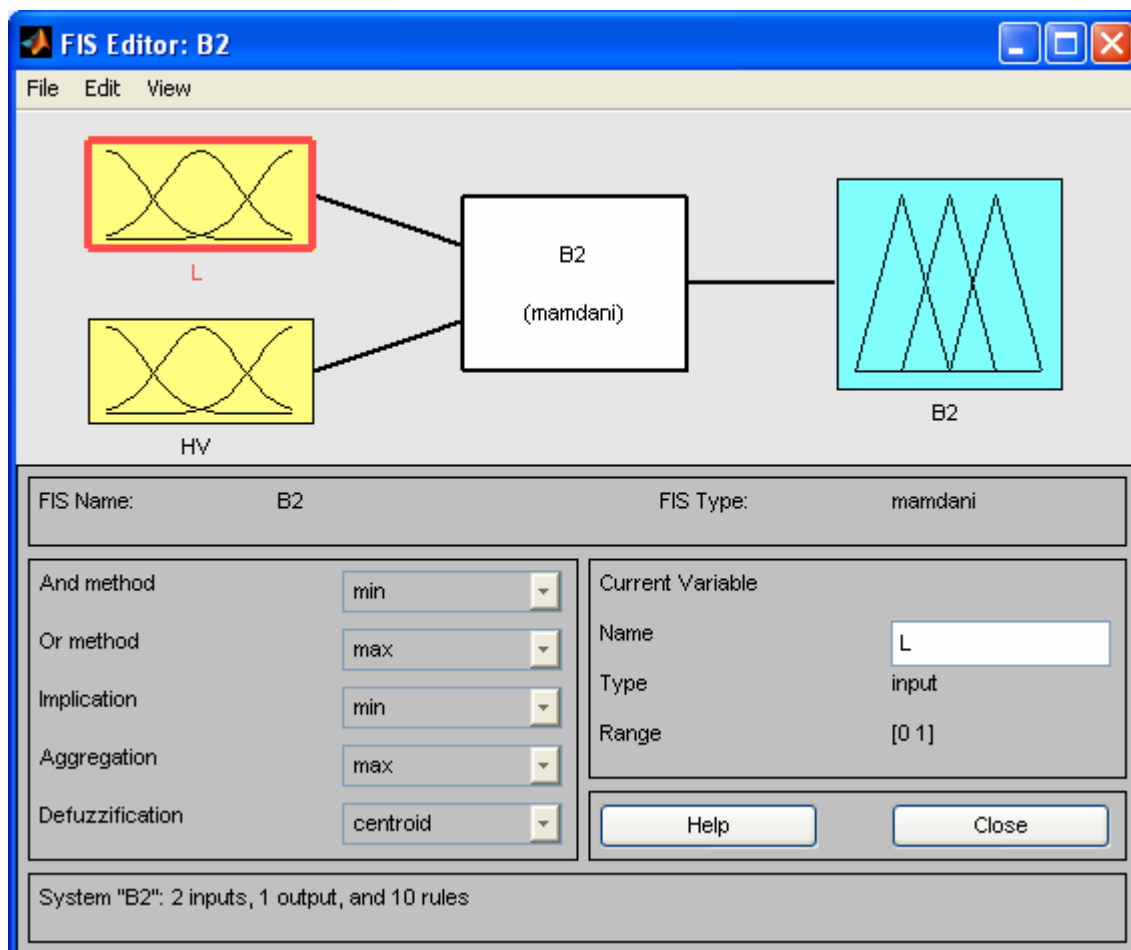 FIS Editor: B2
File Edit View
L
HV
B2
(mamdani)
B2
FIS Name: B2 FIS Type: mamdani
And method min
Or method max
Implication min
Aggregation max
Defuzzification centroid
Current Variable
Name L
Type input
Range [0 1]
Help Close
System "B2": 2 inputs, 1 output, and 10 rules